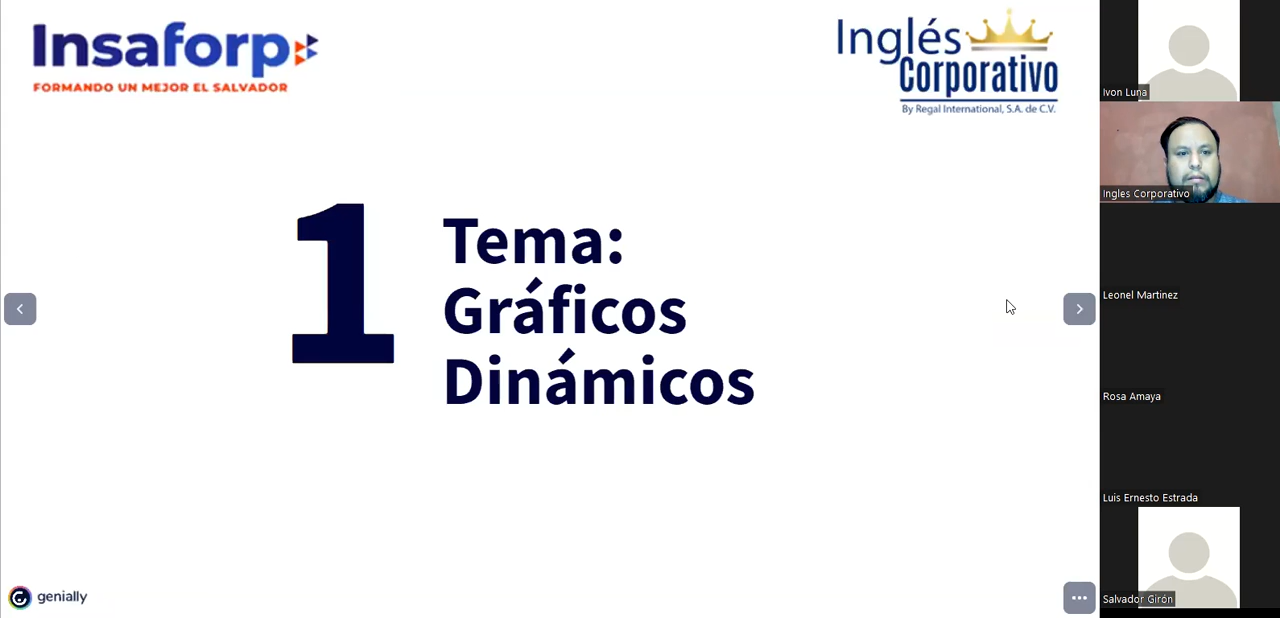 Insaforp
FORMANDO UN MEJOR EL SALVADOR
Inglés
Corporativo
By Regal International, S.A. de C.V.
1
Tema:
Gráficos
Dinámicos
genially
Ivon Luna
Ingles Corporativo
Leonel Martinez
Rosa Amaya
Luis Ernesto Estrada
Salvador Girón